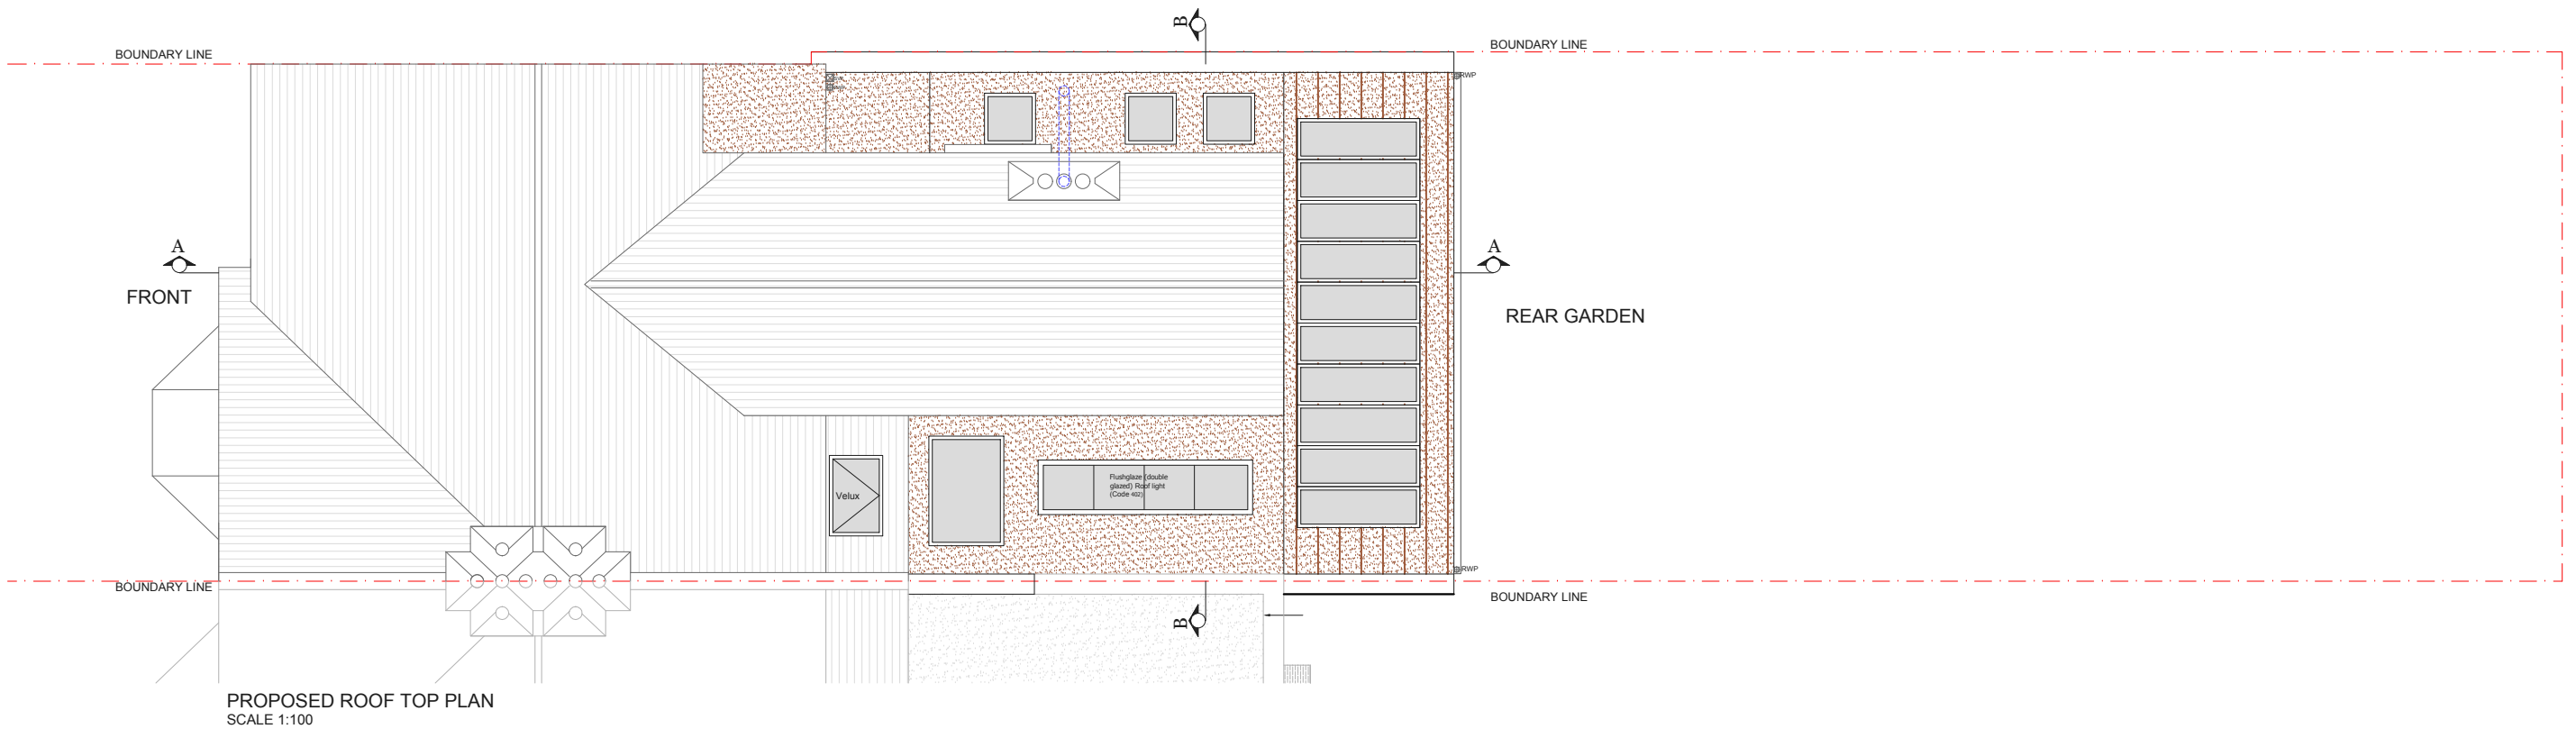 B
BOUNDARY LINE
BOUNDARY LINE
RWP
A
A
FRONT
REAR GARDEN
Flushglaze (double
glazed) Roof light
(Code 402)
Velux
RWP
BOUNDARY LINE
BOUNDARY LINE
B
PROPOSED ROOF TOP PLAN
SCALE 1:100